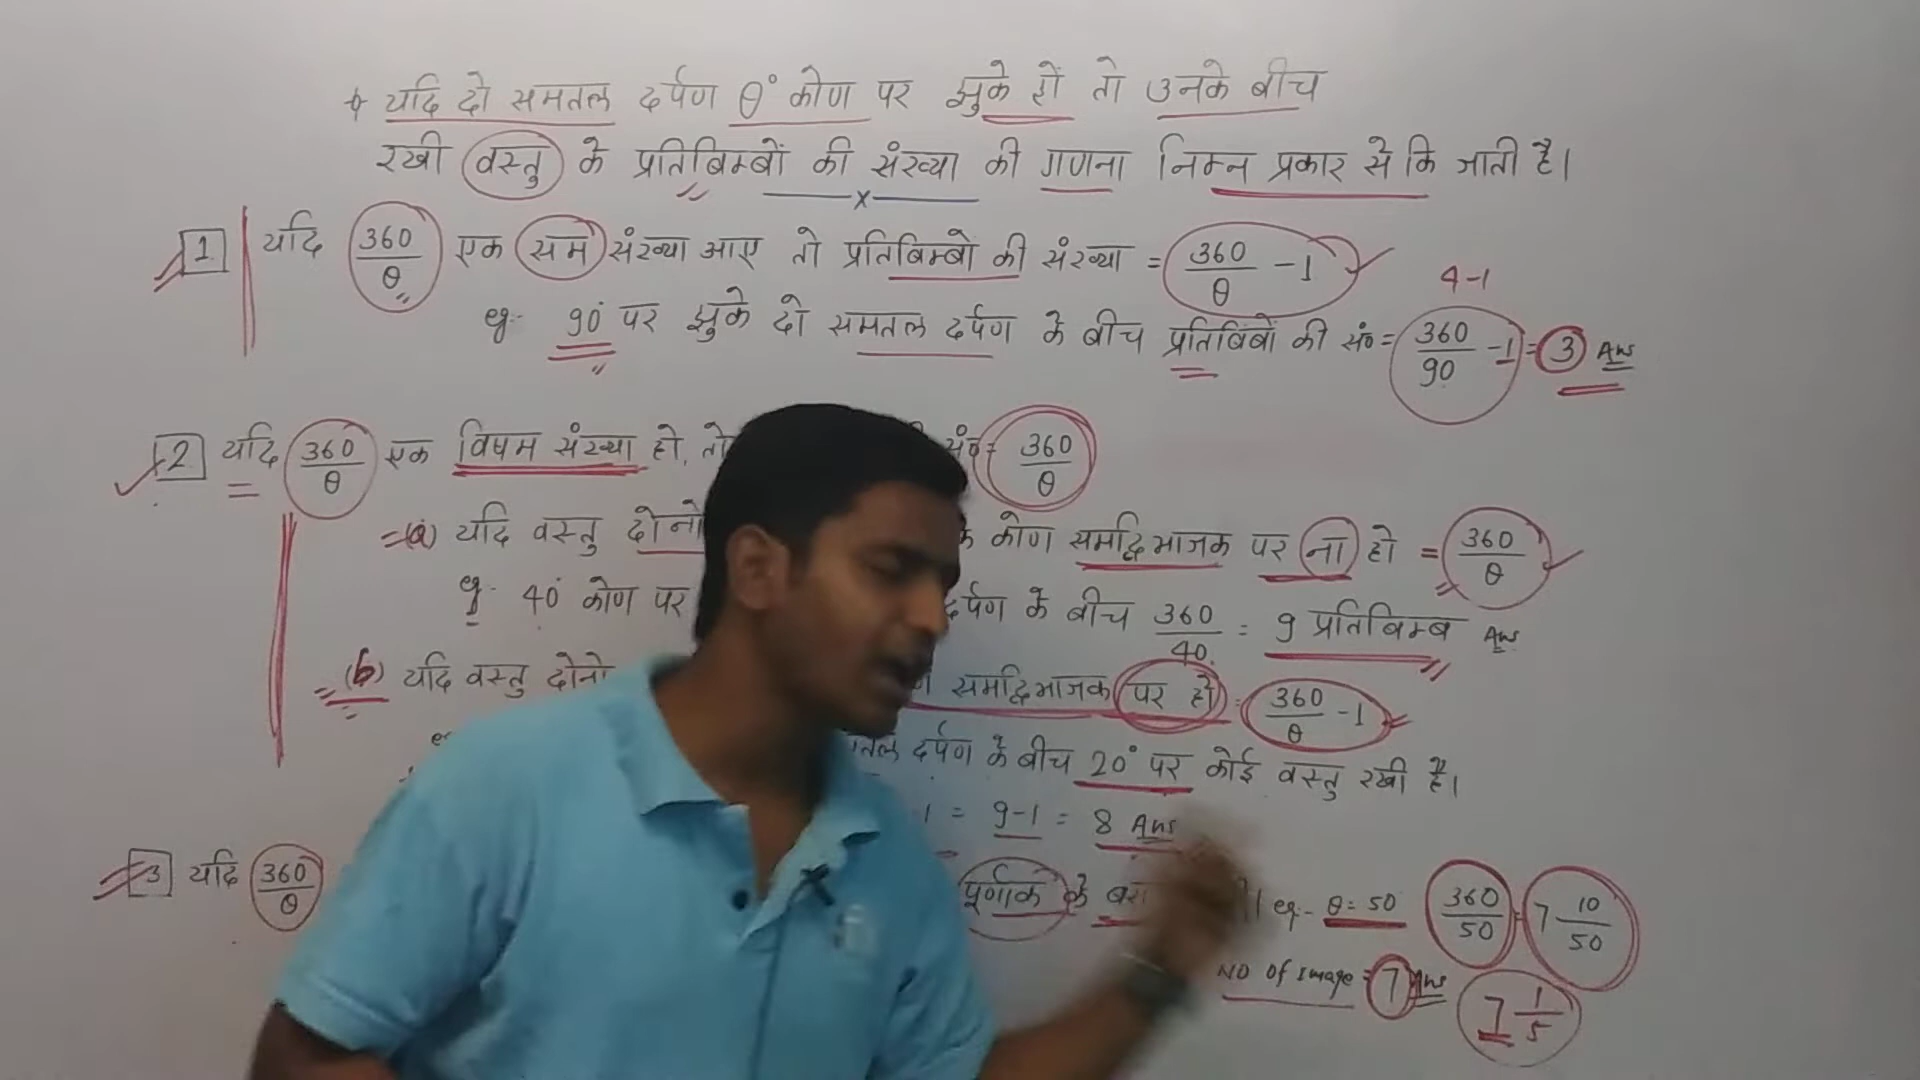 * यदि दो समतल दर्पण θ° कोण पर झुके हों तो उनके बीच
रखी वस्तु के प्रतिबिम्बों की संख्या की गणना निम्न प्रकार से कि जाती है।
1 यदि 360/θ एक सम संख्या आए तो प्रतिबिम्बो की संख्या = 360/θ - 1
4-1
eg:- 90° पर झुके दो समतल दर्पण के बीच प्रतिबिंबों की सं० = 360/90 - 1 = 3 Ans
2 यदि 360/θ एक विषम संख्या हो, तो सं० = 360/θ
(a) यदि वस्तु दोनो के कोण समद्विभाजक पर ना हो = 360/θ
eg:- 40° कोण पर दर्पण के बीच 360/40 = 9 प्रतिबिम्ब Ans
(b) यदि वस्तु दोनो समद्विभाजक पर हो = 360/θ - 1
दर्पण के बीच 20° पर कोई वस्तु रखी है।
1 = 9-1 = 8 Ans
3 यदि 360/θ पूर्णांक के eg:- θ = 50 360/50 = 7 10/50
NO Of Image = 7 Ans 7 1/5